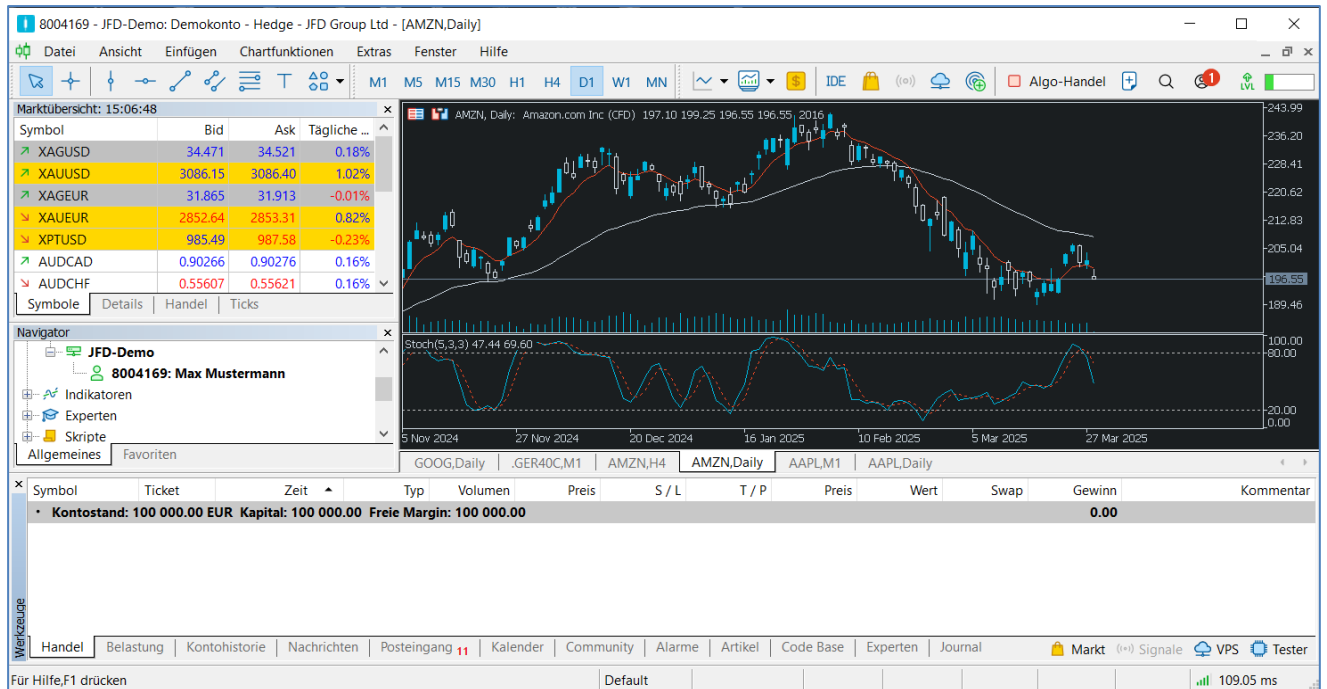 8004169 - JFD-Demo: Demokonto - Hedge - JFD Group Ltd - [AMZN,Daily]
Datei Ansicht Einfügen Chartfunktionen Extras Fenster Hilfe
M1 M5 M15 M30 H1 H4 D1 W1 MN $ IDE Algo-Handel 1 LVL
Marktübersicht: 15:06:48
Symbol Bid Ask Tägliche ...
XAGUSD 34.471 34.521 0.18%
XAUUSD 3086.15 3086.40 1.02%
XAGEUR 31.865 31.913 -0.01%
XAUEUR 2852.64 2853.31 0.82%
XPTUSD 985.49 987.58 -0.23%
AUDCAD 0.90266 0.90276 0.16%
AUDCHF 0.55607 0.55621 0.16%
Symbole Details Handel Ticks
Navigator
JFD-Demo
8004169: Max Mustermann
Indikatoren
Experten
Skripte
Allgemeines Favoriten
AMZN, Daily: Amazon.com Inc (CFD) 197.10 199.25 196.55 196.55 2016
243.99
236.20
228.41
220.62
212.83
205.04
196.55
189.46
Stoch(5,3,3) 47.44 69.60
100.00
80.00
20.00
0.00
5 Nov 2024 27 Nov 2024 20 Dec 2024 16 Jan 2025 10 Feb 2025 5 Mar 2025 27 Mar 2025
GOOG,Daily .GER40C,M1 AMZN,H4 AMZN,Daily AAPL,M1 AAPL,Daily
Symbol Ticket Zeit Typ Volumen Preis S / L T / P Preis Wert Swap Gewinn Kommentar
Kontostand: 100 000.00 EUR Kapital: 100 000.00 Freie Margin: 100 000.00 0.00
Werkzeuge
Handel Belastung Kontohistorie Nachrichten Posteingang 11 Kalender Community Alarme Artikel Code Base Experten Journal Markt Signale VPS Tester
Für Hilfe,F1 drücken Default 109.05 ms